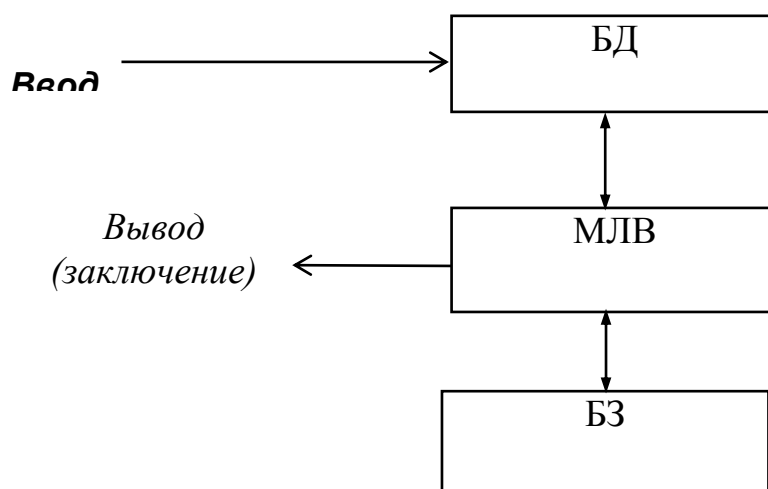 БД
Ввод
МЛВ
Вывод
(заключение)
БЗ